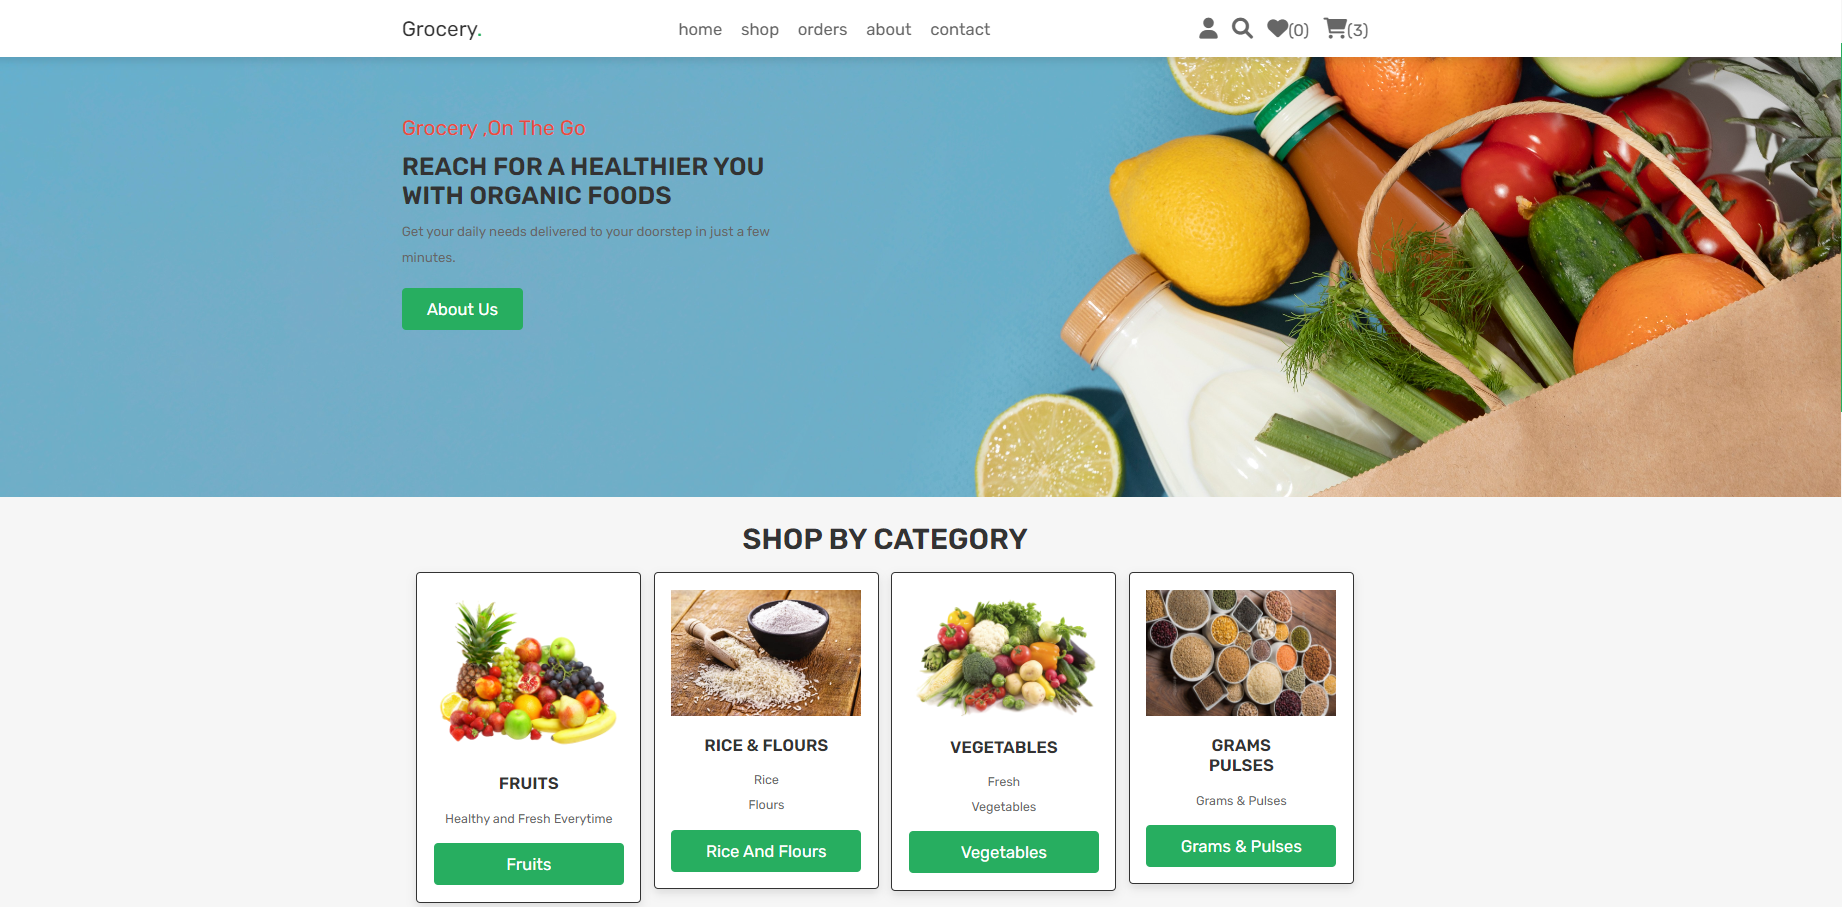 Grocery.
home shop orders about contact
(0) (3)
Grocery ,On The Go
REACH FOR A HEALTHIER YOU
WITH ORGANIC FOODS
Get your daily needs delivered to your doorstep in just a few
minutes.
About Us
SHOP BY CATEGORY
FRUITS
Healthy and Fresh Everytime
Fruits
RICE & FLOURS
Rice
Flours
Rice And Flours
VEGETABLES
Fresh
Vegetables
Vegetables
GRAMS
PULSES
Grams & Pulses
Grams & Pulses